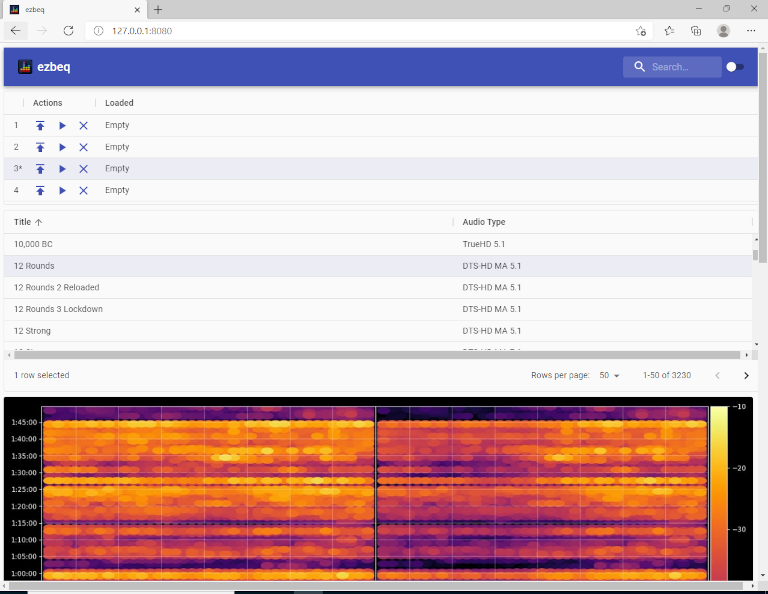 ezbeq
127.0.0.1:8080
ezbeq
Search...
Actions Loaded
1 Empty
2 Empty
3* Empty
4 Empty
Title Audio Type
10,000 BC TrueHD 5.1
12 Rounds DTS-HD MA 5.1
12 Rounds 2 Reloaded DTS-HD MA 5.1
12 Rounds 3 Lockdown DTS-HD MA 5.1
12 Strong DTS-HD MA 5.1
1 row selected Rows per page: 50 1-50 of 3230
-10
1:45:00
1:40:00
1:35:00
-20
1:30:00
1:25:00
1:20:00
1:15:00
-30
1:10:00
1:05:00
1:00:00